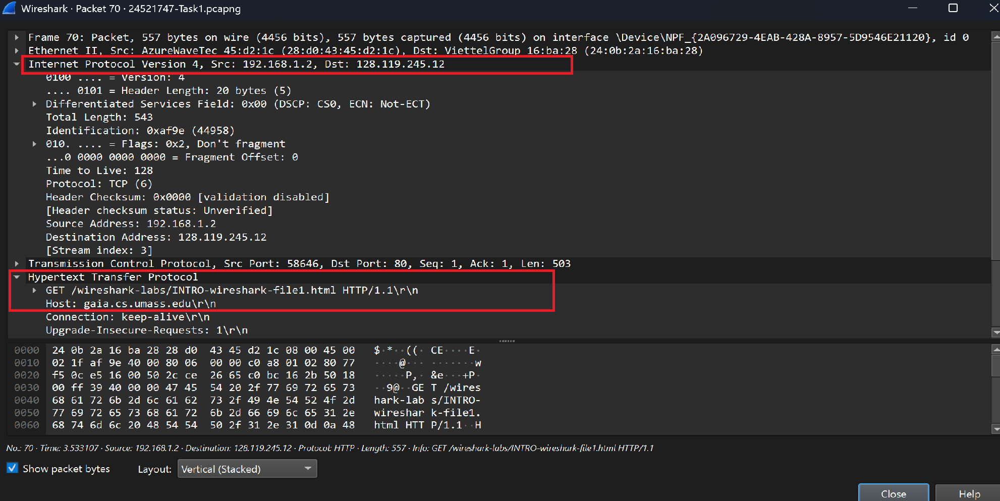 Wireshark · Packet 70 · 24521747-Task1.pcapng
Frame 70: Packet, 557 bytes on wire (4456 bits), 557 bytes captured (4456 bits) on interface \Device\NPF_{2A096729-4EAB-428A-8957-5D9546E21120}, id 0
Ethernet II, Src: AzureWaveTec_45:d2:1c (28:d0:43:45:d2:1c), Dst: ViettelGroup_16:ba:28 (24:0b:2a:16:ba:28)
Internet Protocol Version 4, Src: 192.168.1.2, Dst: 128.119.245.12
0100 .... = Version: 4
.... 0101 = Header Length: 20 bytes (5)
Differentiated Services Field: 0x00 (DSCP: CS0, ECN: Not-ECT)
Total Length: 543
Identification: 0xaf9e (44958)
010. .... = Flags: 0x2, Don't fragment
...0 0000 0000 0000 = Fragment Offset: 0
Time to Live: 128
Protocol: TCP (6)
Header Checksum: 0x0000 [validation disabled]
[Header checksum status: Unverified]
Source Address: 192.168.1.2
Destination Address: 128.119.245.12
[Stream index: 3]
Transmission Control Protocol, Src Port: 58646, Dst Port: 80, Seq: 1, Ack: 1, Len: 503
Hypertext Transfer Protocol
GET /wireshark-labs/INTRO-wireshark-file1.html HTTP/1.1\r\n
Host: gaia.cs.umass.edu\r\n
Connection: keep-alive\r\n
Upgrade-Insecure-Requests: 1\r\n
0000 24 0b 2a 16 ba 28 28 d0 43 45 d2 1c 08 00 45 00 $·*··((· CE····E·
0010 02 1f af 9e 40 00 80 06 00 00 c0 a8 01 02 80 77 ····@··· ·······w
0020 f5 0c e5 16 00 50 2c ce 26 65 c0 bc 16 2b 50 18 ·····P,· &e···+P·
0030 00 ff 39 40 00 00 47 45 54 20 2f 77 69 72 65 73 ··9@··GE T /wires
0040 68 61 72 6b 2d 6c 61 62 73 2f 49 4e 54 52 4f 2d hark-lab s/INTRO-
0050 77 69 72 65 73 68 61 72 6b 2d 66 69 6c 65 31 2e wireshar k-file1.
0060 68 74 6d 6c 20 48 54 54 50 2f 31 2e 31 0d 0a 48 html HTT P/1.1··H
No.: 70 · Time: 3.533107 · Source: 192.168.1.2 · Destination: 128.119.245.12 · Protocol: HTTP · Length: 557 · Info: GET /wireshark-labs/INTRO-wireshark-file1.html HTTP/1.1
Show packet bytes Layout: Vertical (Stacked)
Close Help